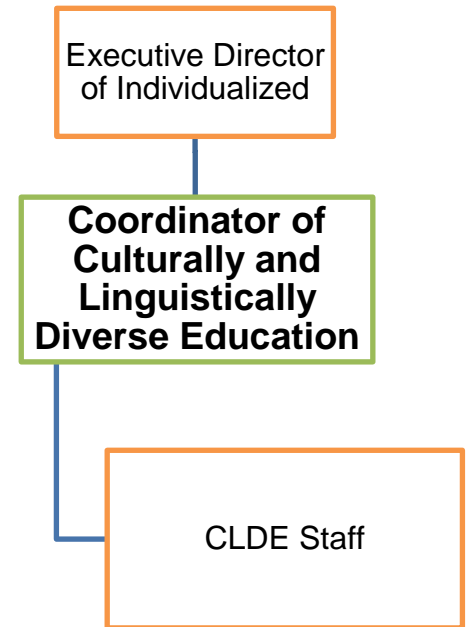 Executive Director
of Individualized
Coordinator of
Culturally and
Linguistically
Diverse Education
CLDE Staff